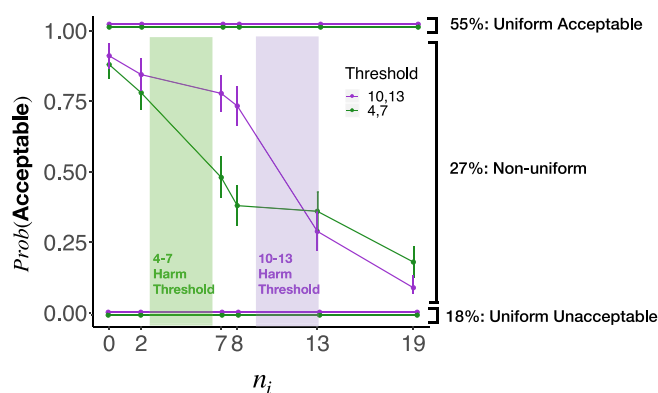 55%: Uniform Acceptable
1.00
Threshold
10,13
4,7
0.75
Prob(Acceptable)
0.50
27%: Non-uniform
0.25
4-7
Harm
Threshold
10-13
Harm
Threshold
0.00
18%: Uniform Unacceptable
0 2 7 8 13 19
n_i